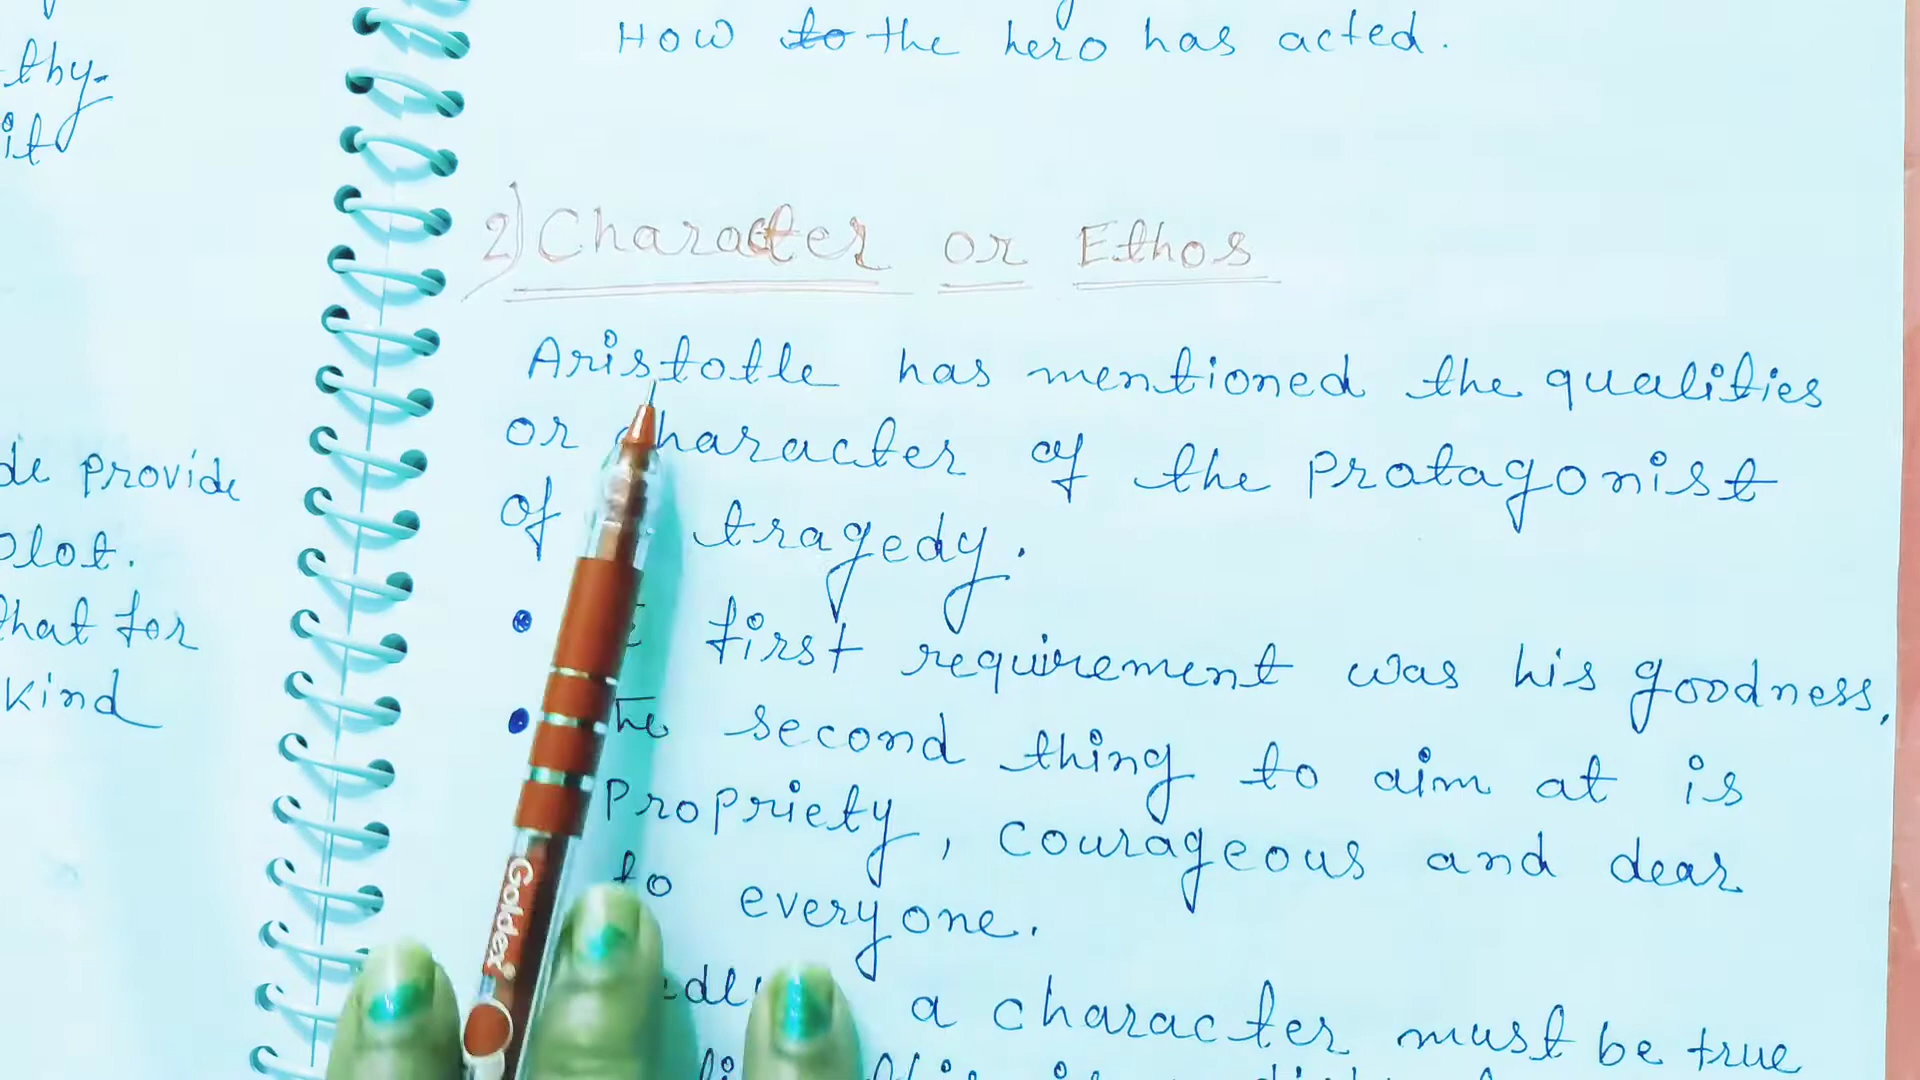 How to the hero has acted.
2) Character or Ethos
Aristotle has mentioned the qualities
or character of the Protagonist
of tragedy.
• first requirement was his goodness.
• The second thing to aim at is
Propriety, courageous and dear
to everyone.
a character must be true
thy-
it
de provide
plot.
that for
kind
Goldex